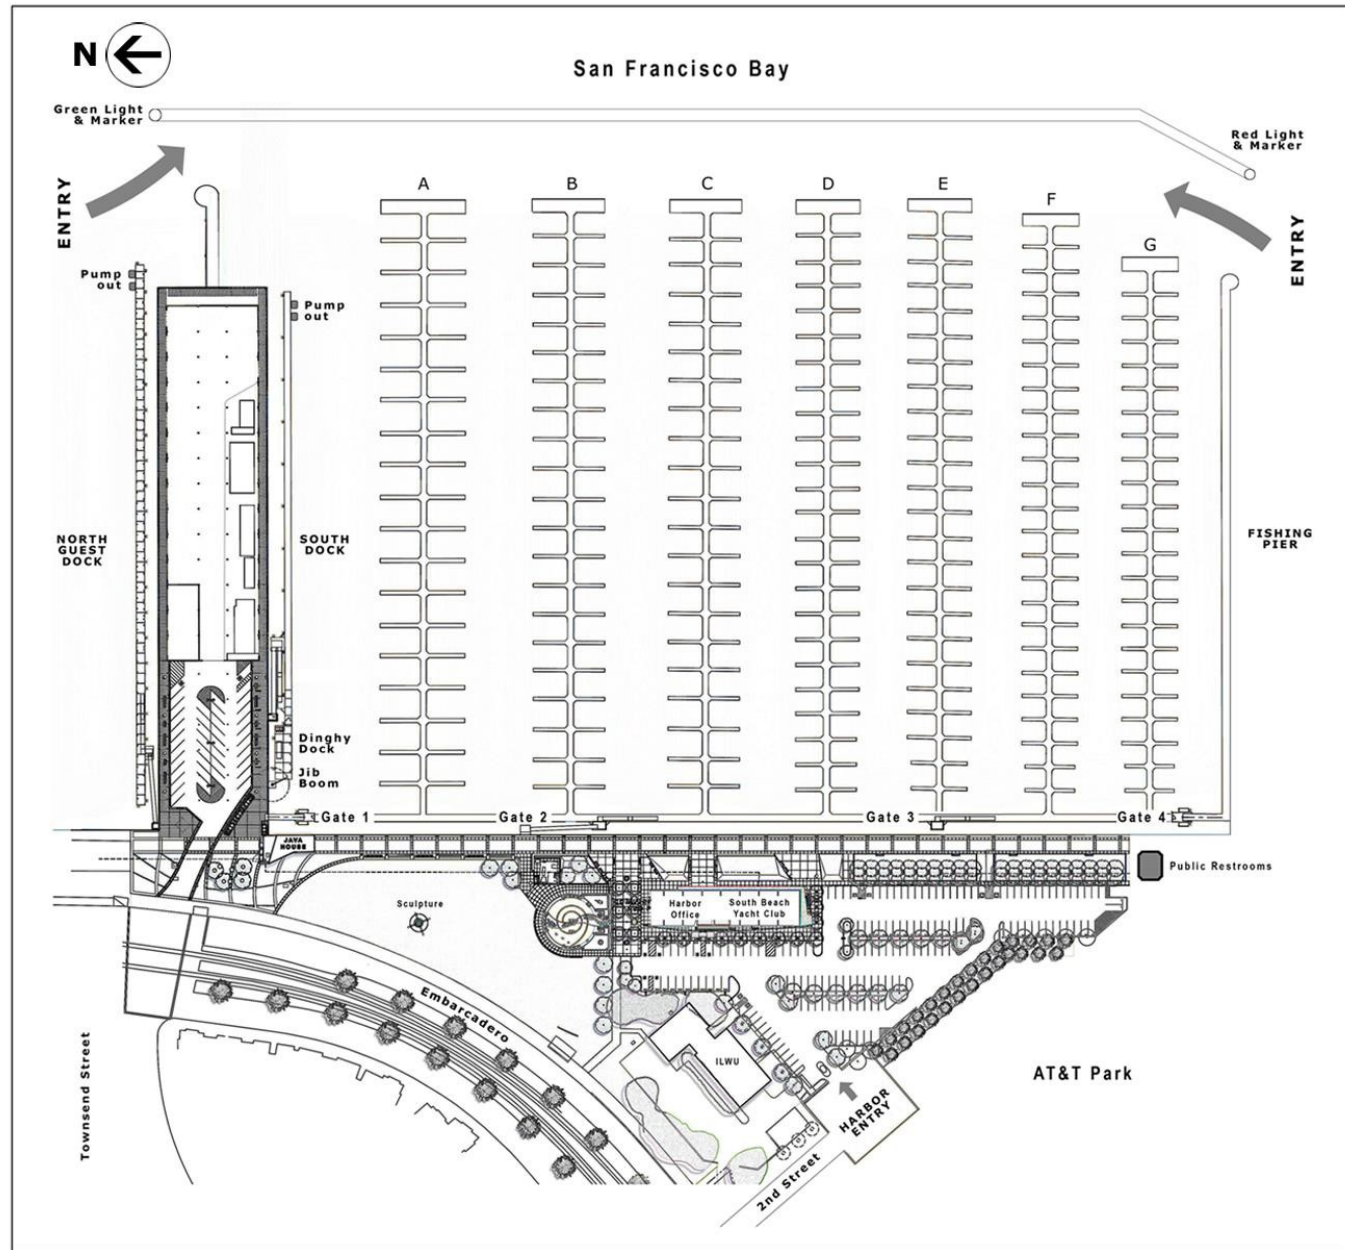 N
San Francisco Bay
Green Light
& Marker
Red Light
& Marker
ENTRY
A
B
C
D
E
F
G
ENTRY
Pump
out
Pump
out
NORTH
GUEST
DOCK
SOUTH
DOCK
FISHING
PIER
Dinghy
Dock
Jib
Boom
Gate 1
Gate 2
Gate 3
Gate 4
JAVA
HOUSE
Public Restrooms
Sculpture
Harbor
Office
South Beach
Yacht Club
Embarcadero
ILWU
AT&T Park
Townsend Street
HARBOR
ENTRY
2nd Street